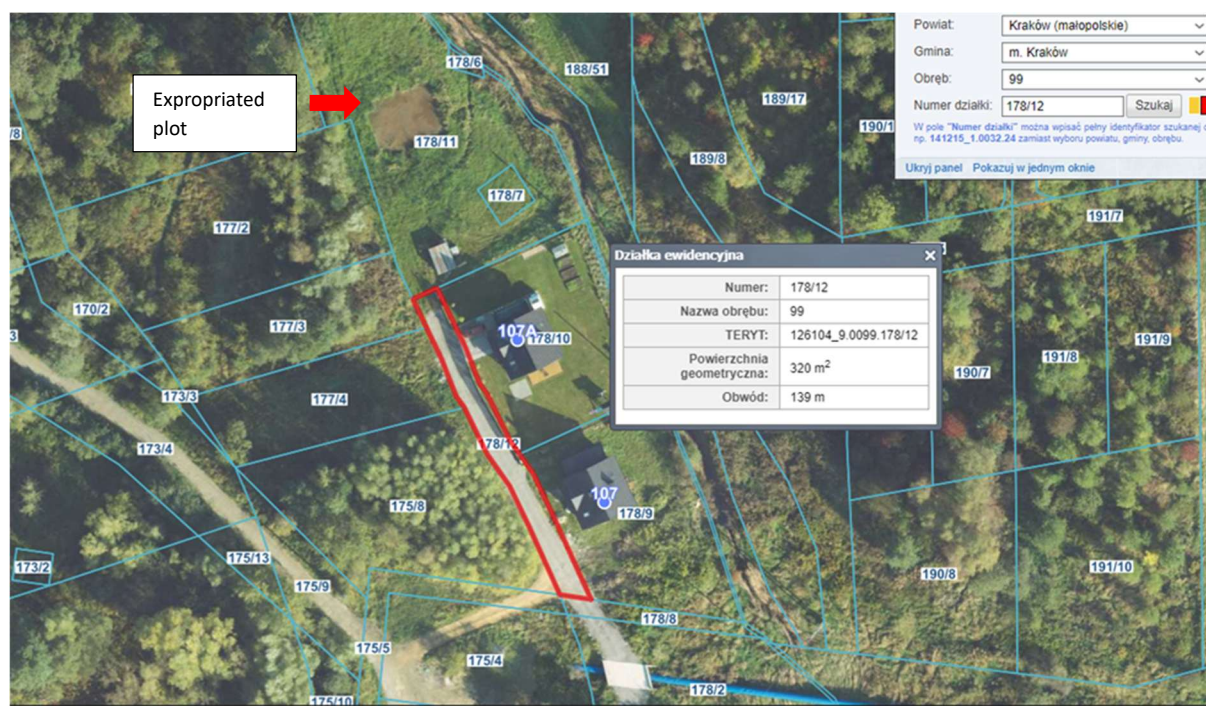 Powiat: Kraków (małopolskie)
Gmina: m. Kraków
Obręb: 99
Numer działki: 178/12 Szukaj
W pole "Numer działki" można wpisać pełny identyfikator szukanej
np. 141215_1.0032.24 zamiast wyboru powiatu, gminy, obrębu.
Ukryj panel Pokazuj w jednym oknie
Expropriated
plot
178/6
188/51
189/17
190/1
178/11
189/8
178/7
191/7
177/2
Działka ewidencyjna
Numer: 178/12
Nazwa obrębu: 99
TERYT: 126104_9.0099.178/12
Powierzchnia
geometryczna: 320 m²
Obwód: 139 m
170/2
177/3
107A
178/10
191/9
191/8
190/7
173/3
177/4
173/4
178/12
107
178/9
175/8
175/13
173/2
175/9
190/8
191/10
178/8
175/5
175/4
178/2
175/10